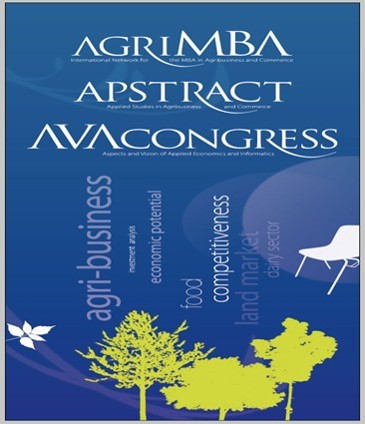 AGRIMBA
International Network for the MBA in Agribusiness and Commerce
APSTRACT
Applied Studies in Agribusiness and Commerce
AVACONGRESS
Aspects and Vision of Applied Economics and Informatics
agri-business
investment analysis
economic potential
food
competitiveness
land market
dairy sector